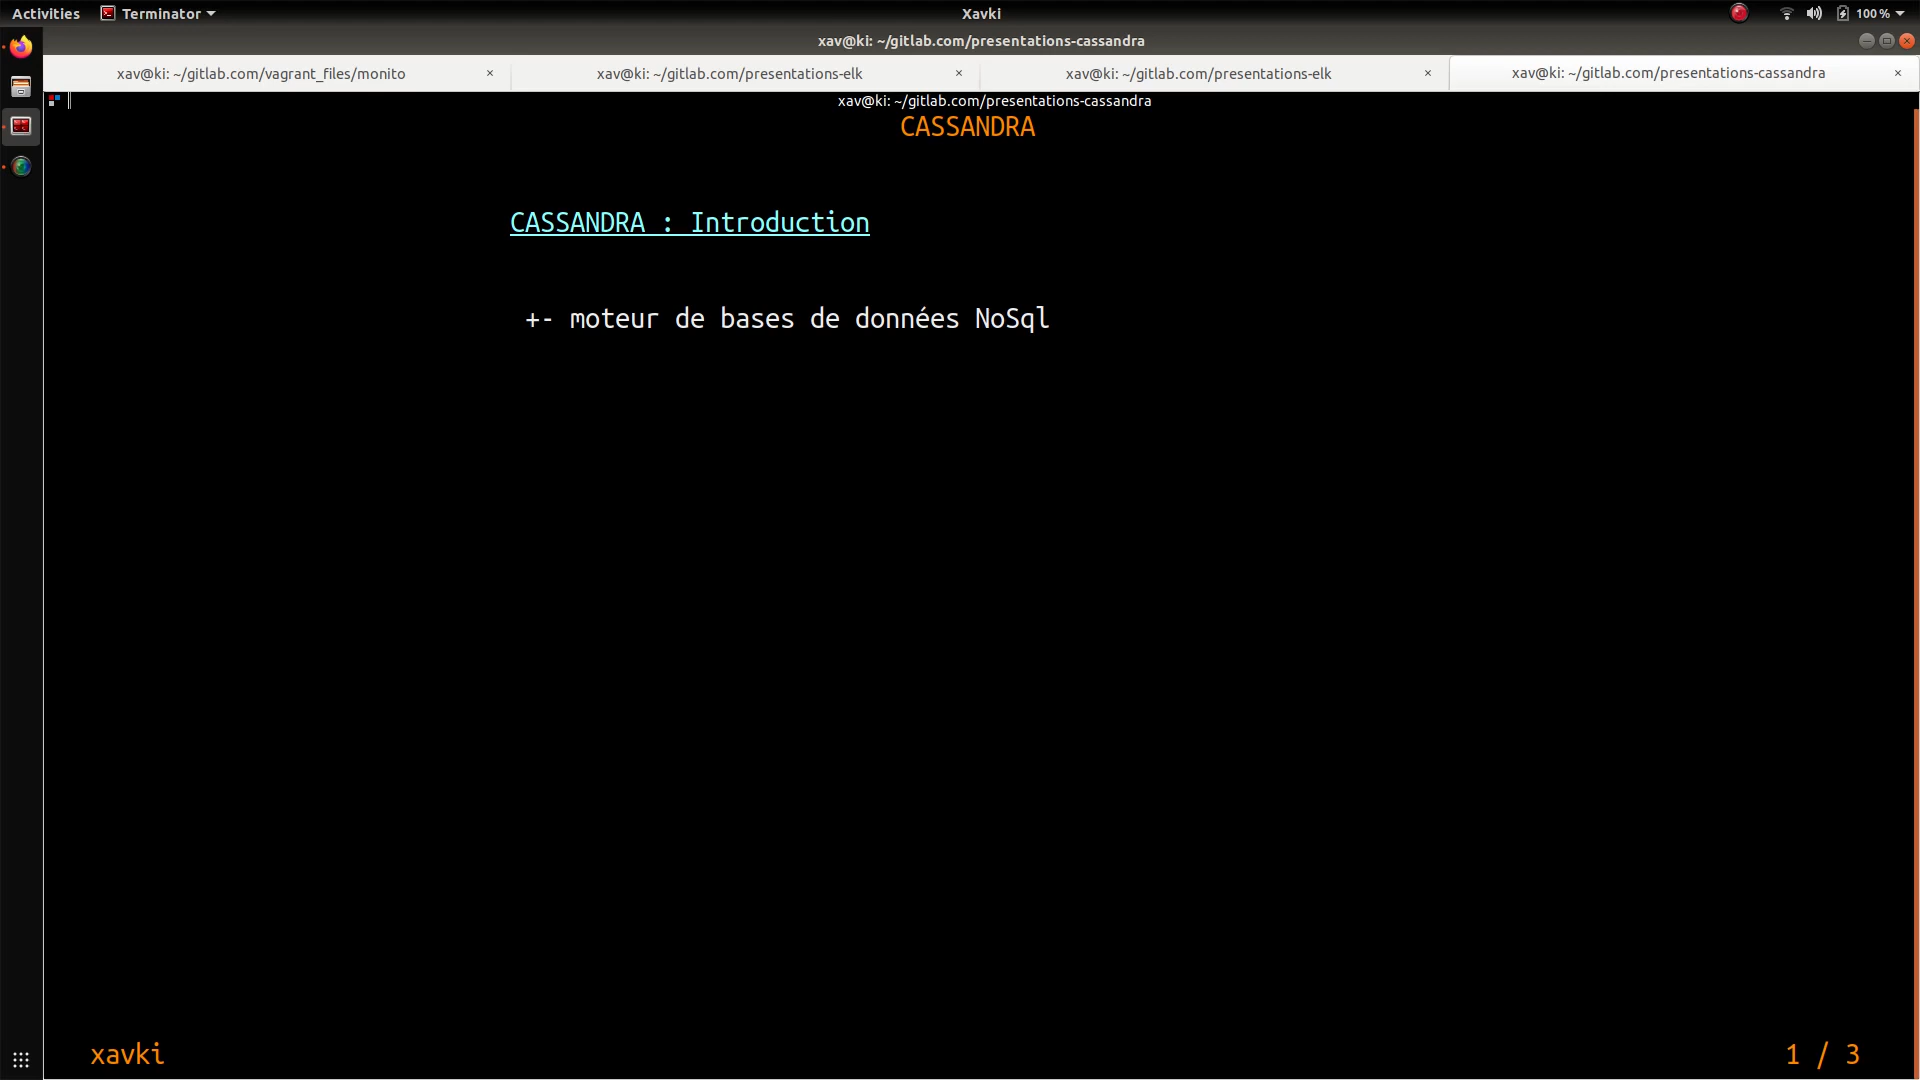 Activities Terminator Xavki 100 %
xav@ki: ~/gitlab.com/presentations-cassandra
xav@ki: ~/gitlab.com/vagrant_files/monito × xav@ki: ~/gitlab.com/presentations-elk × xav@ki: ~/gitlab.com/presentations-elk × xav@ki: ~/gitlab.com/presentations-cassandra ×
xav@ki: ~/gitlab.com/presentations-cassandra
CASSANDRA
CASSANDRA : Introduction
+- moteur de bases de données NoSql
xavki 1 / 3